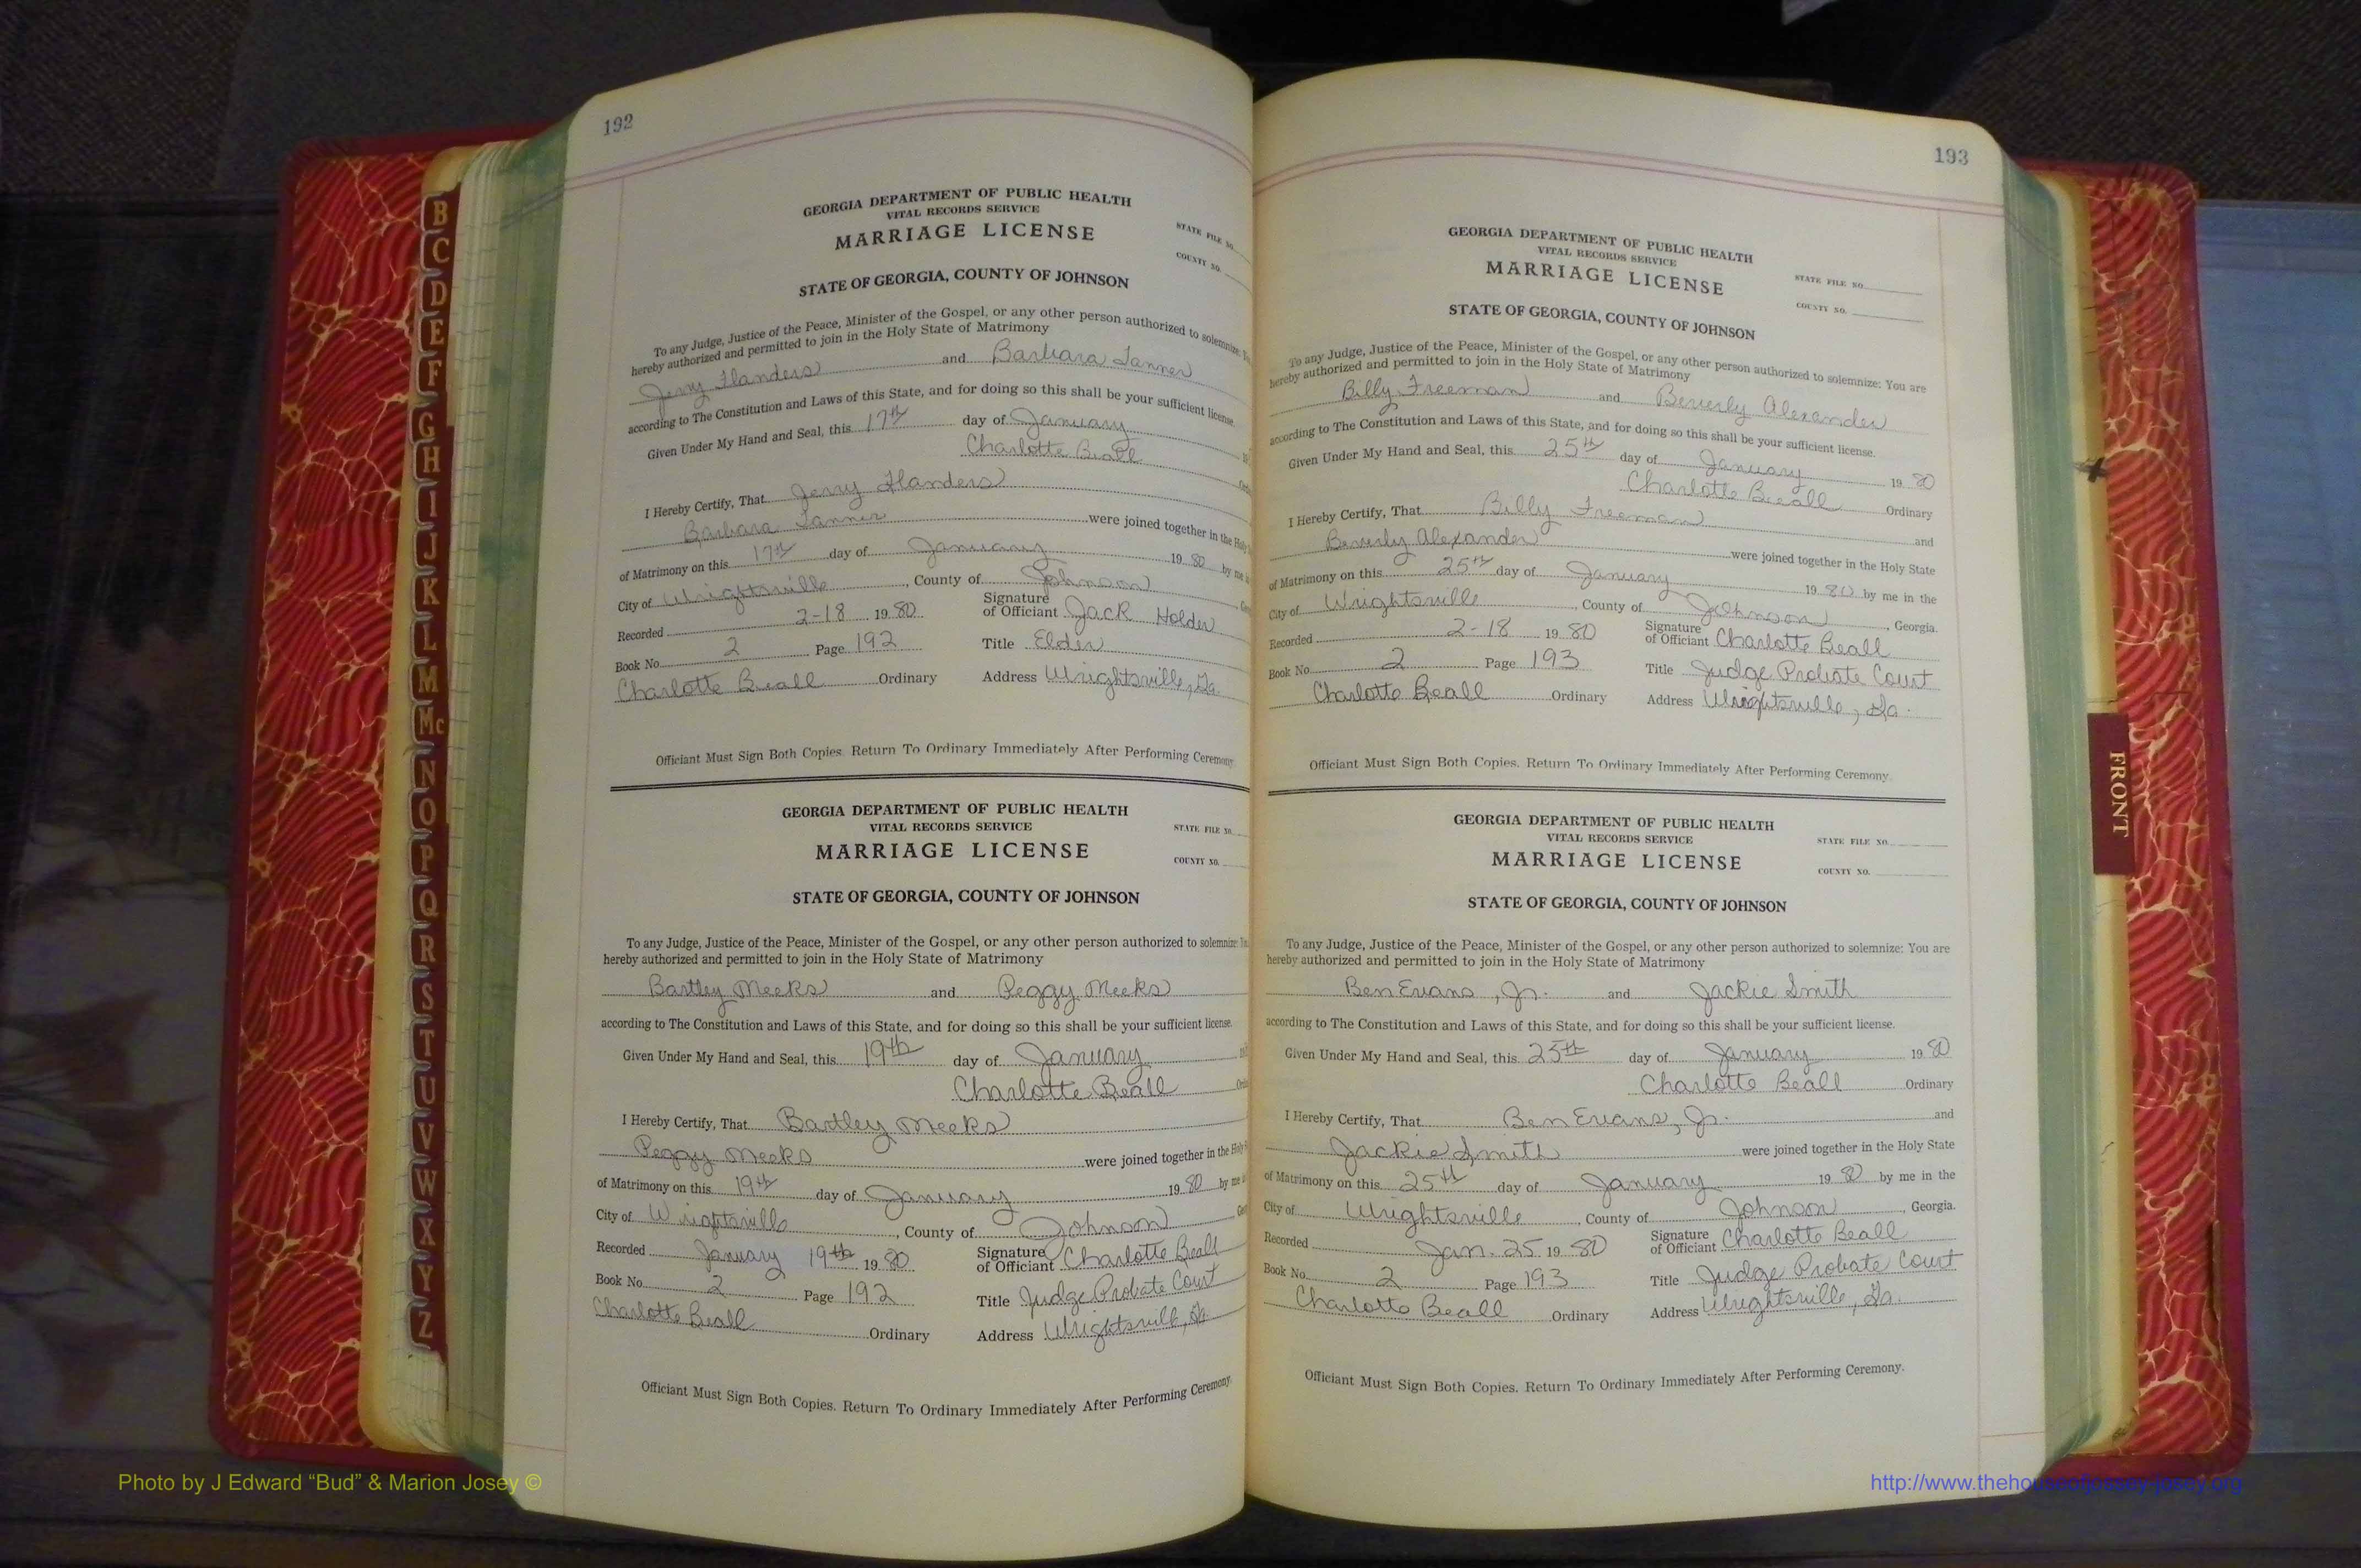 192
GEORGIA DEPARTMENT OF PUBLIC HEALTH
VITAL RECORDS SERVICE
MARRIAGE LICENSE
STATE FILE NO.
COUNTY NO.
STATE OF GEORGIA, COUNTY OF JOHNSON
To any Judge, Justice of the Peace, Minister of the Gospel, or any other person authorized to solemnize:
hereby authorized and permitted to join in the Holy State of Matrimony
Jerry Flanders and Barbara Tanner
according to The Constitution and Laws of this State, and for doing so this shall be your sufficient license.
Given Under My Hand and Seal, this 17th day of January
Charlotte Beall
I Hereby Certify, That Jerry Flanders
Barbara Tanner were joined together in the Holy
of Matrimony on this 17th day of January 19 80 by me
City of Wrightsville, County of Johnson
Recorded 2-18 19 80 Signature of Officiant Jack Holder
Book No. 2 Page 192 Title Elder
Charlotte Beall Ordinary Address Wrightsville, Ga.
Officiant Must Sign Both Copies. Return To Ordinary Immediately After Performing Ceremony.
GEORGIA DEPARTMENT OF PUBLIC HEALTH
VITAL RECORDS SERVICE
MARRIAGE LICENSE
STATE FILE NO.
COUNTY NO.
STATE OF GEORGIA, COUNTY OF JOHNSON
To any Judge, Justice of the Peace, Minister of the Gospel, or any other person authorized to solemnize:
hereby authorized and permitted to join in the Holy State of Matrimony
Bartley Meeks and Peggy Meeks
according to The Constitution and Laws of this State, and for doing so this shall be your sufficient license.
Given Under My Hand and Seal, this 19th day of January
Charlotte Beall
I Hereby Certify, That Bartley Meeks
Peggy Meeks were joined together in the Holy
of Matrimony on this 19th day of January 19 80 by me
City of Wrightsville, County of Johnson
Recorded January 19th 19 80 Signature of Officiant Charlotte Beall
Book No. 2 Page 192 Title Judge Probate Court
Charlotte Beall Ordinary Address Wrightsville, Ga.
Officiant Must Sign Both Copies. Return To Ordinary Immediately After Performing Ceremony.
193
GEORGIA DEPARTMENT OF PUBLIC HEALTH
VITAL RECORDS SERVICE
MARRIAGE LICENSE
STATE FILE NO.
COUNTY NO.
STATE OF GEORGIA, COUNTY OF JOHNSON
To any Judge, Justice of the Peace, Minister of the Gospel, or any other person authorized to solemnize: You are
hereby authorized and permitted to join in the Holy State of Matrimony
Billy Freeman and Beverly Alexander
according to The Constitution and Laws of this State, and for doing so this shall be your sufficient license.
Given Under My Hand and Seal, this 25th day of January 19 80
Charlotte Beall Ordinary
I Hereby Certify, That Billy Freeman and
Beverly Alexander were joined together in the Holy State
of Matrimony on this 25th day of January 19 80 by me in the
City of Wrightsville, County of Johnson, Georgia.
Recorded 2-18 19 80 Signature of Officiant Charlotte Beall
Book No. 2 Page 193 Title Judge Probate Court
Charlotte Beall Ordinary Address Wrightsville, Ga.
Officiant Must Sign Both Copies. Return To Ordinary Immediately After Performing Ceremony.
GEORGIA DEPARTMENT OF PUBLIC HEALTH
VITAL RECORDS SERVICE
MARRIAGE LICENSE
STATE FILE NO.
COUNTY NO.
STATE OF GEORGIA, COUNTY OF JOHNSON
To any Judge, Justice of the Peace, Minister of the Gospel, or any other person authorized to solemnize: You are
hereby authorized and permitted to join in the Holy State of Matrimony
Ben Evans, Jr. and Jackie Smith
according to The Constitution and Laws of this State, and for doing so this shall be your sufficient license.
Given Under My Hand and Seal, this 25th day of January 19 80
Charlotte Beall Ordinary
I Hereby Certify, That Ben Evans, Jr. and
Jackie Smith were joined together in the Holy State
of Matrimony on this 25th day of January 19 80 by me in the
City of Wrightsville, County of Johnson, Georgia.
Recorded Jan. 25 19 80 Signature of Officiant Charlotte Beall
Book No. 2 Page 193 Title Judge Probate Court
Charlotte Beall Ordinary Address Wrightsville, Ga.
Officiant Must Sign Both Copies. Return To Ordinary Immediately After Performing Ceremony.
B
C
D
E
F
G
H
I
J
K
L
M
Mc
N
O
P
Q
R
S
T
U
V
W
X
Y
Z
FRONT
Photo by J Edward “Bud” & Marion Josey ©
http://www.thehouseofjossey-josey.org